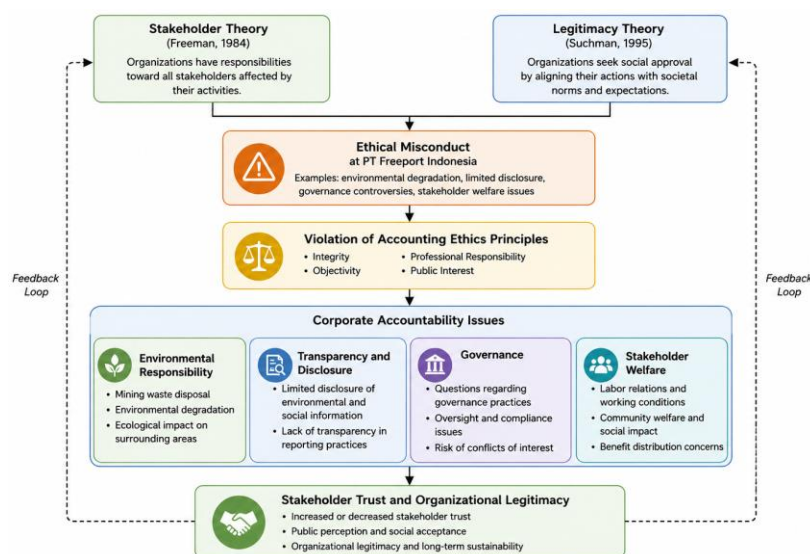 Stakeholder Theory
(Freeman, 1984)
Organizations have responsibilities
toward all stakeholders affected by
their activities.
Legitimacy Theory
(Suchman, 1995)
Organizations seek social approval
by aligning their actions with societal
norms and expectations.
Ethical Misconduct
at PT Freeport Indonesia
Examples: environmental degradation, limited disclosure,
governance controversies, stakeholder welfare issues
Violation of Accounting Ethics Principles
• Integrity
• Objectivity
• Professional Responsibility
• Public Interest
Feedback
Loop
Feedback
Loop
Corporate Accountability Issues
Environmental
Responsibility
• Mining waste disposal
• Environmental degradation
• Ecological impact on
surrounding areas
Transparency and
Disclosure
• Limited disclosure of
environmental and
social information
• Lack of transparency in
reporting practices
Governance
• Questions regarding
governance practices
• Oversight and compliance
issues
• Risk of conflicts of interest
Stakeholder
Welfare
• Labor relations and
working conditions
• Community welfare and
social impact
• Benefit distribution concerns
Stakeholder Trust and Organizational Legitimacy
• Increased or decreased stakeholder trust
• Public perception and social acceptance
• Organizational legitimacy and long-term sustainability